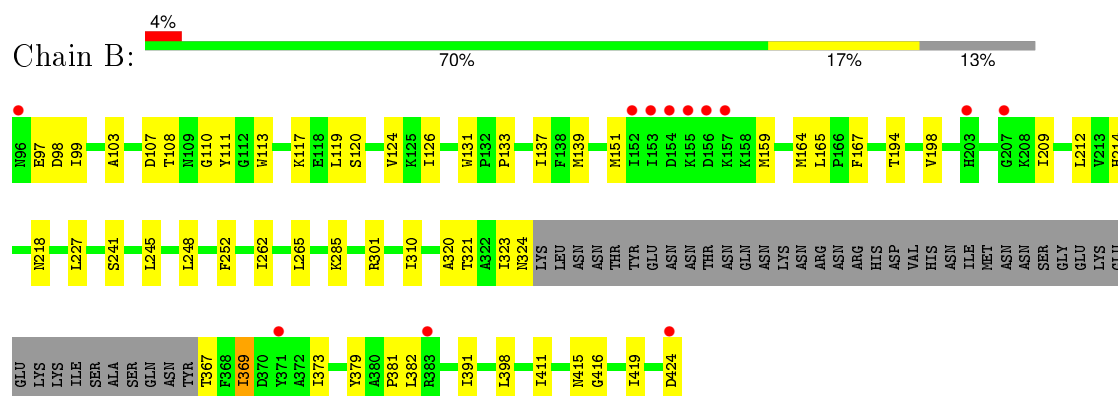 4%
Chain B:
70% 17% 13%
N96 E97 D98 I99 A103 D107 T108 N109 G110 Y111 G112 W113 K117 E118 L119 S120 V124 K125 I126 W131 P132 P133 I137 F138 M139 M151 I152 I153 D154 K155 D156 K157 K158 M159 M164 L165 P166 F167 T194 V198 H203 G207 K208 I209 L212 V213 H214
N218 L227 S241 L245 L248 F252 I262 L265 K285 R301 I310 A320 T321 A322 I323 N324 LYS LEU ASN ASN THR TYR GLU ASN ASN ASN THR ASN GLN ASN LYS ASN ARG ASN ARG HIS ASP VAL HIS ASN ILE MET ASN ASN SER GLY GLU LYS GLU
GLU LYS LYS ILE SER ALA SER GLN ASN TYR T367 F368 I369 D370 Y371 A372 I373 Y379 A380 P381 L382 R383 I391 L398 I411 N415 G416 I419 D424